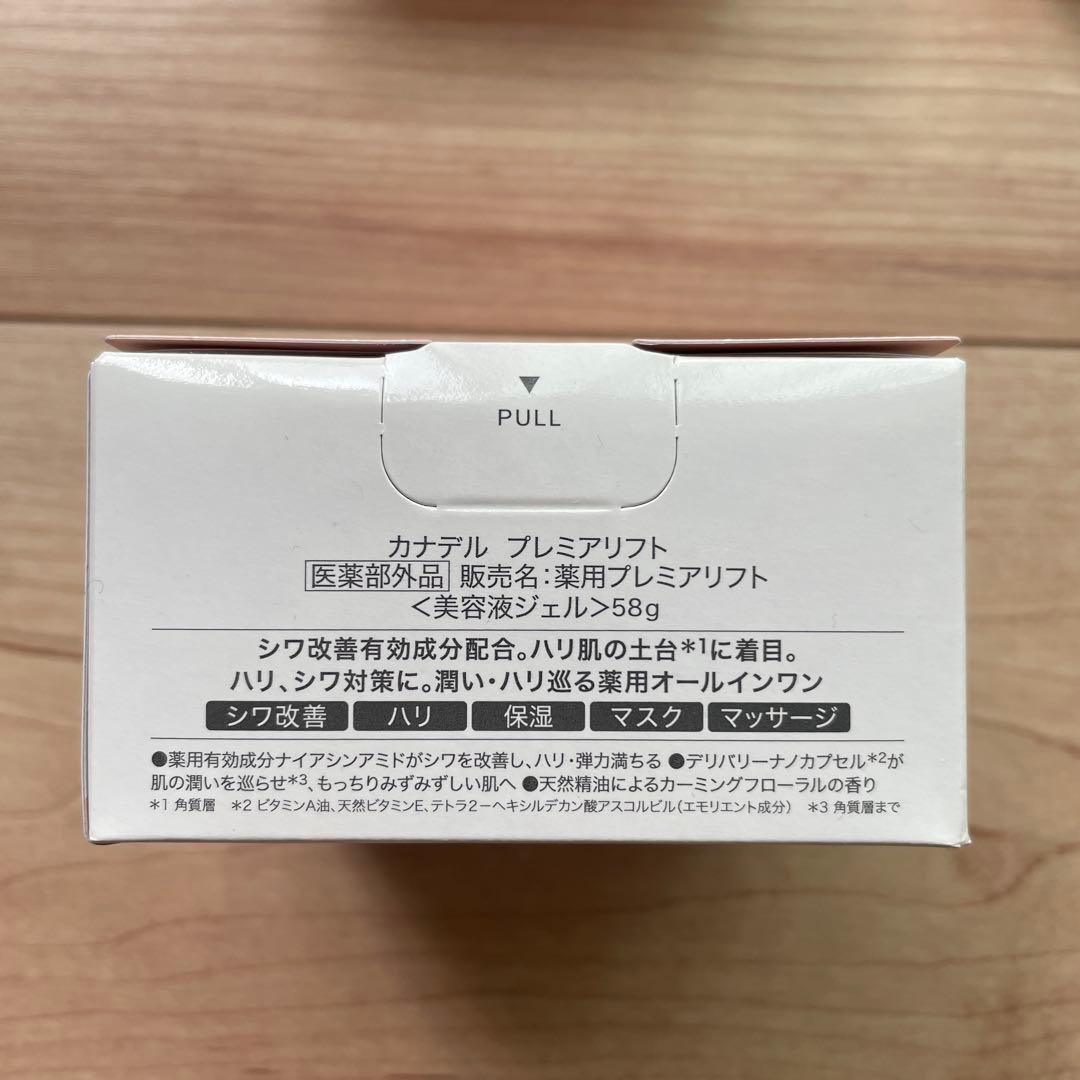 ▼
PULL
カナデル プレミアリフト
医薬部外品 販売名:薬用プレミアリフト
<美容液ジェル>58g
シワ改善有効成分配合。ハリ肌の土台*1に着目。
ハリ、シワ対策に。潤い・ハリ巡る薬用オールインワン
シワ改善 ハリ 保湿 マスク マッサージ
●薬用有効成分ナイアシンアミドがシワを改善し、ハリ・弾力満ちる ●デリバリーナノカプセル*2が
肌の潤いを巡らせ*3、もっちりみずみずしい肌へ ●天然精油によるカーミングフローラルの香り
*1 角質層 *2 ビタミンA油、天然ビタミンE、テトラ2-ヘキシルデカン酸アスコルビル(エモリエント成分) *3 角質層まで